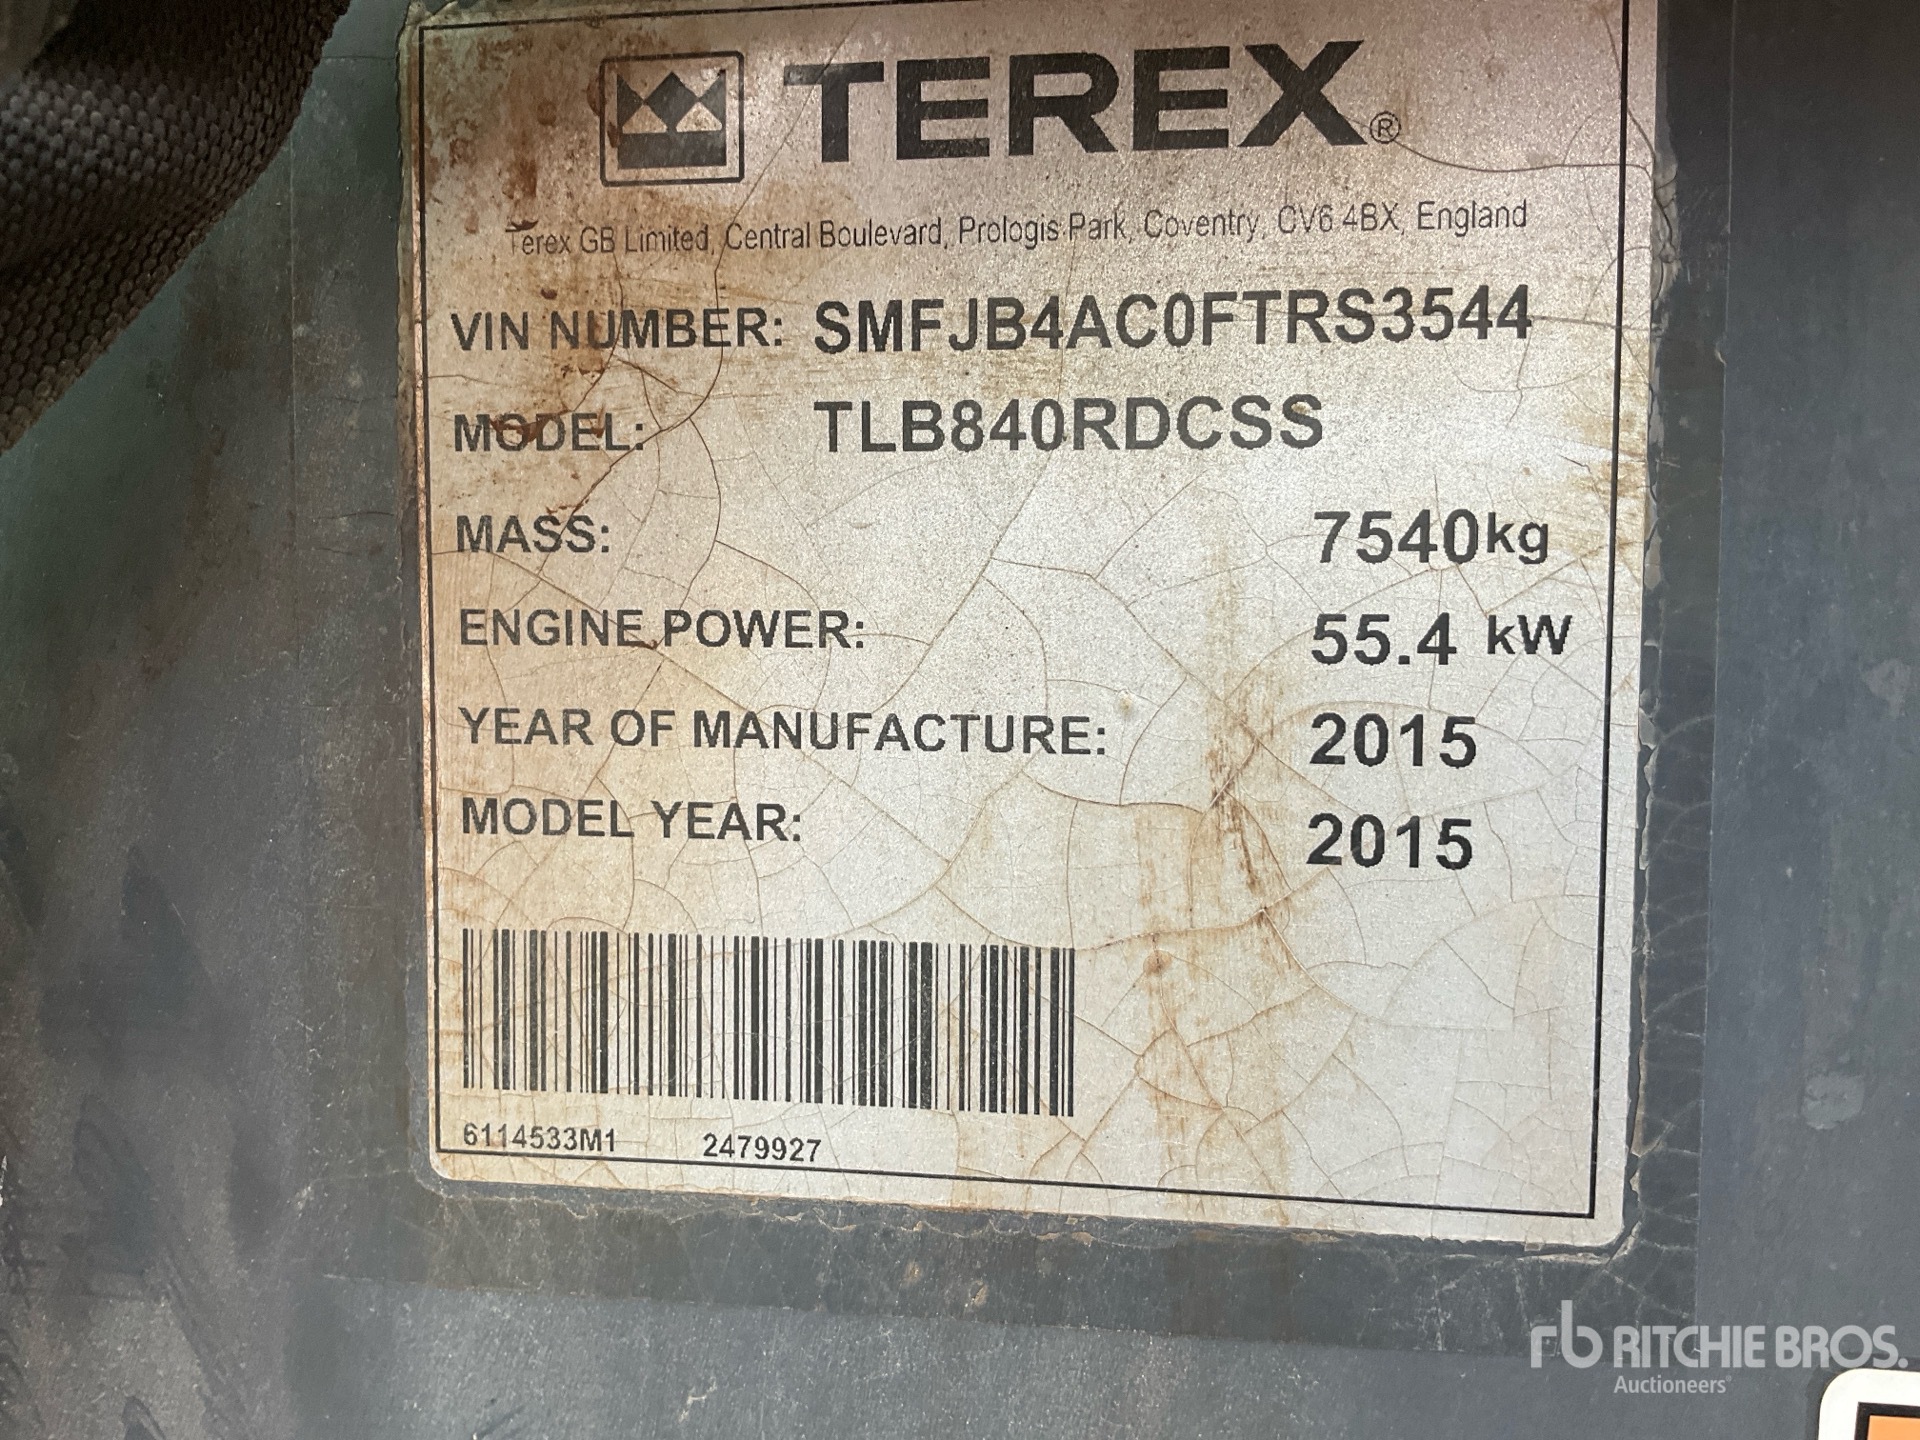 TEREX®
Terex GB Limited, Central Boulevard, Prologis Park, Coventry, CV6 4BX, England
VIN NUMBER: SMFJB4AC0FTRS3544
MODEL: TLB840RDCSS
MASS: 7540kg
ENGINE POWER: 55.4 kW
YEAR OF MANUFACTURE: 2015
MODEL YEAR: 2015
6114533M1 2479927
rb RITCHIE BROS.
Auctioneers